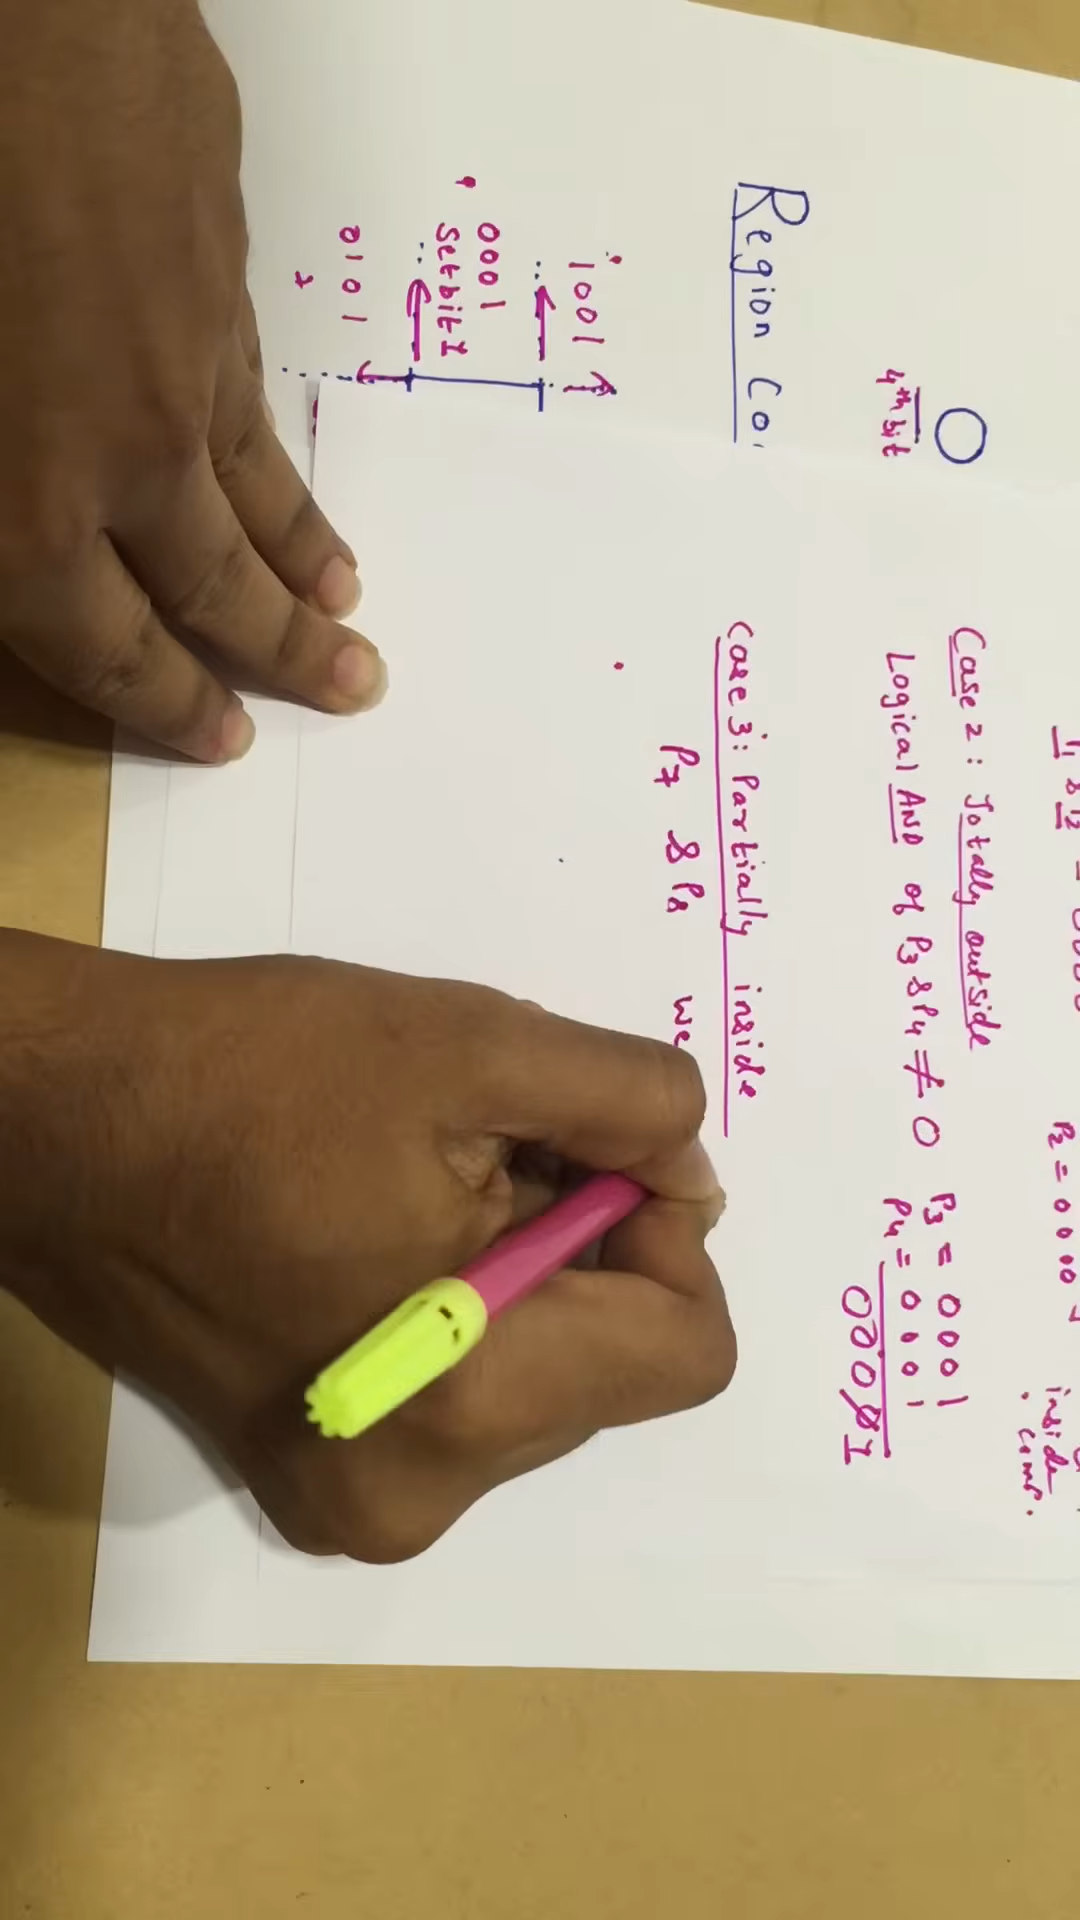 P2 = 0000
inside
comp.
Case 2: Totally outside
Logical AND of P3 & P4 ≠ 0
P3 = 0001
P4 = 0001
Case 3: Partially inside
P7 & P8 we
4th bit
Region Co
1001
0001
Set bit 1
0101